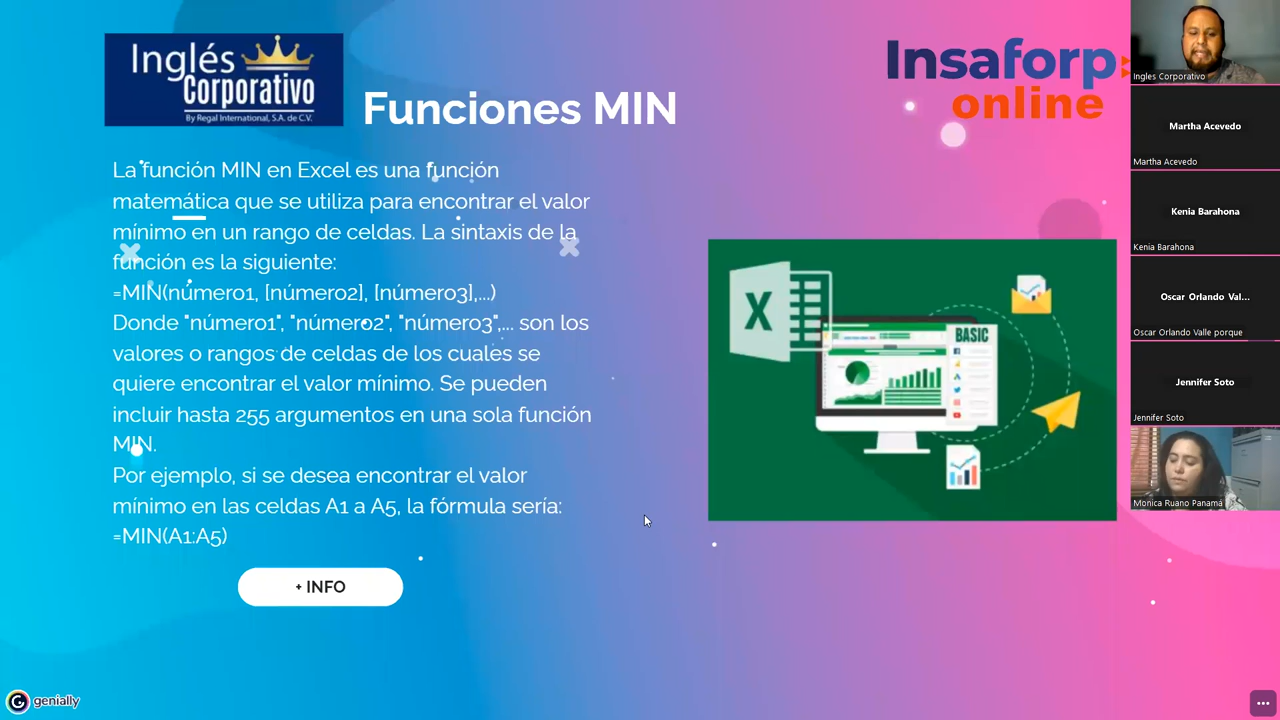 Inglés
Corporativo
By Regal International, S.A. de C.V.
Funciones MIN
Insaforp
online
La función MIN en Excel es una función
matemática que se utiliza para encontrar el valor
mínimo en un rango de celdas. La sintaxis de la
función es la siguiente:
=MIN(número1, [número2], [número3],...)
Donde "número1", "número2", "número3",... son los
valores o rangos de celdas de los cuales se
quiere encontrar el valor mínimo. Se pueden
incluir hasta 255 argumentos en una sola función
MIN.
Por ejemplo, si se desea encontrar el valor
mínimo en las celdas A1 a A5, la fórmula sería:
=MIN(A1:A5)
+ INFO
X
BASIC
genially
Ingles Corporativo
Martha Acevedo
Martha Acevedo
Kenia Barahona
Kenia Barahona
Oscar Orlando Val...
Oscar Orlando Valle porque
Jennifer Soto
Jennifer Soto
Monica Ruano Panamá